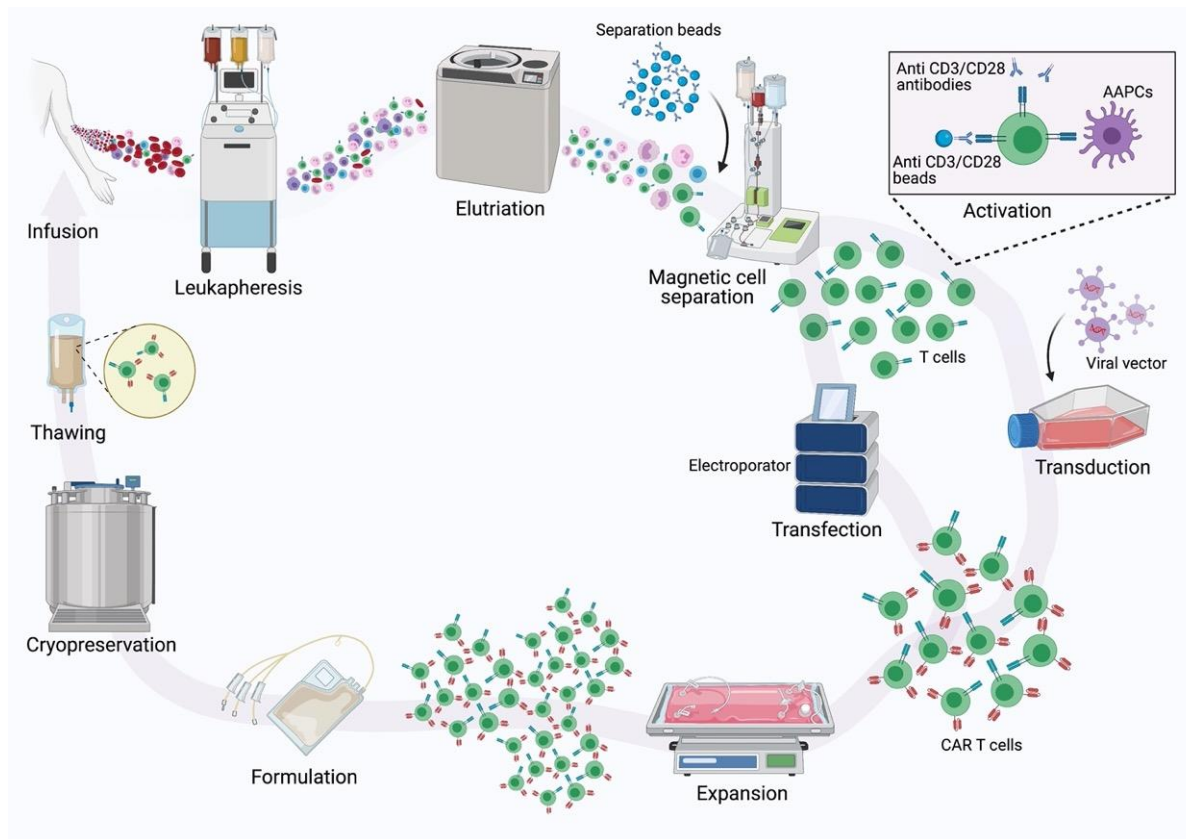 Separation beads
Anti CD3/CD28
antibodies
AAPCs
Anti CD3/CD28
beads
Activation
Infusion
Leukapheresis
Elutriation
Magnetic cell
separation
T cells
Viral vector
Thawing
Electroporator
Transfection
Transduction
Cryopreservation
Formulation
Expansion
CAR T cells